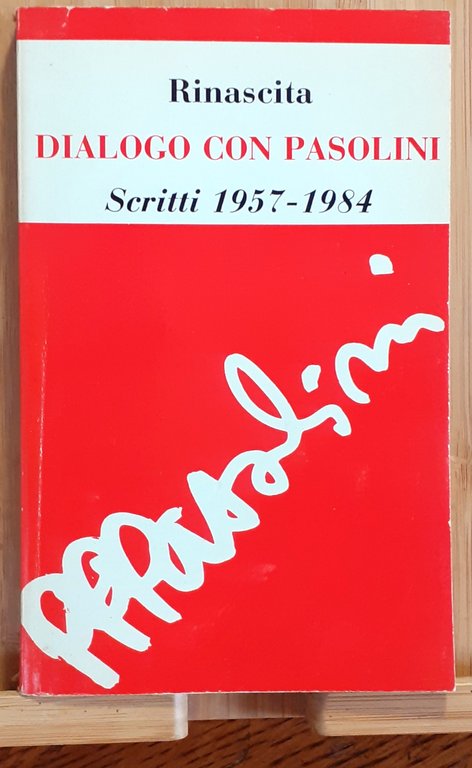 Rinascita
DIALOGO CON PASOLINI
Scritti 1957-1984
PPPasolini